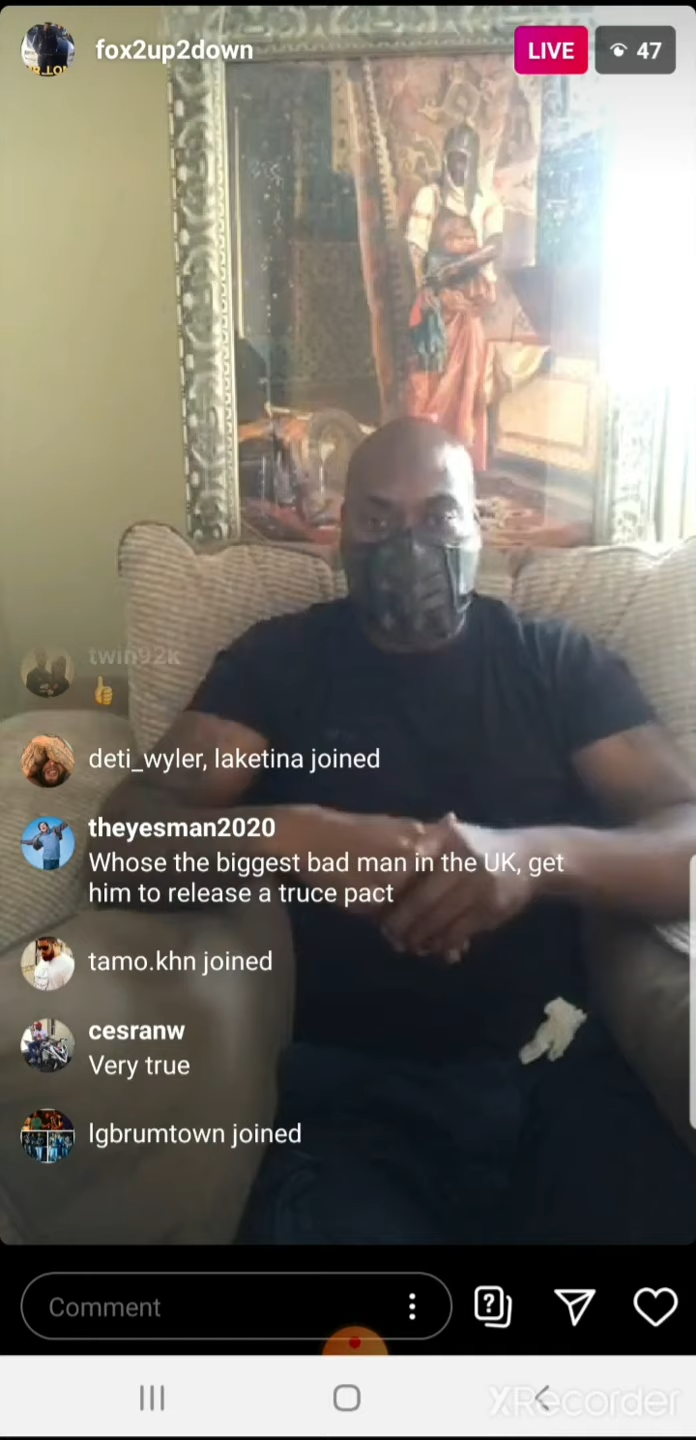 fox2up2down
LIVE
47
twin92k
👍
deti_wyler, laketina joined
theyesman2020
Whose the biggest bad man in the UK, get
him to release a truce pact
tamo.khn joined
cesranw
Very true
lgbrumtown joined
Comment
XRecorder